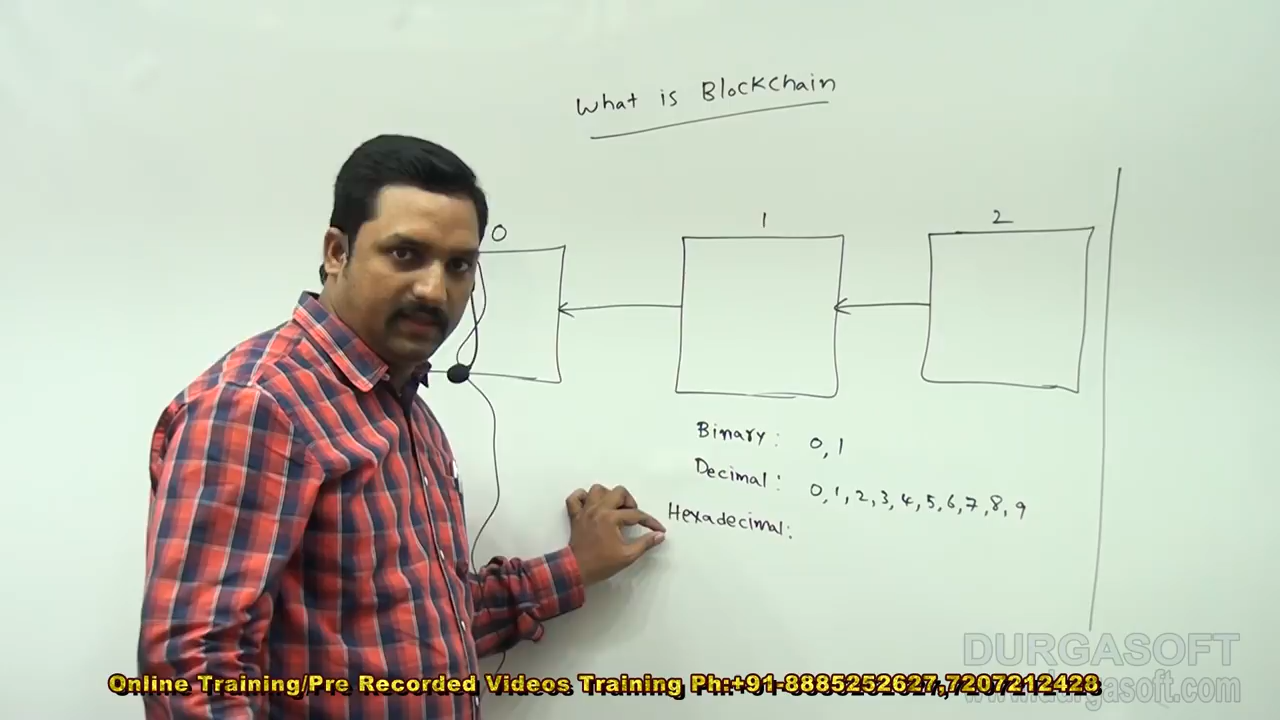 What is Blockchain
0 1 2
Binary: 0, 1
Decimal: 0, 1, 2, 3, 4, 5, 6, 7, 8, 9
Hexadecimal:
DURGASOFT
www.durgasoft.com
Online Training/Pre Recorded Videos Training Ph:+91-8885252627,7207212428